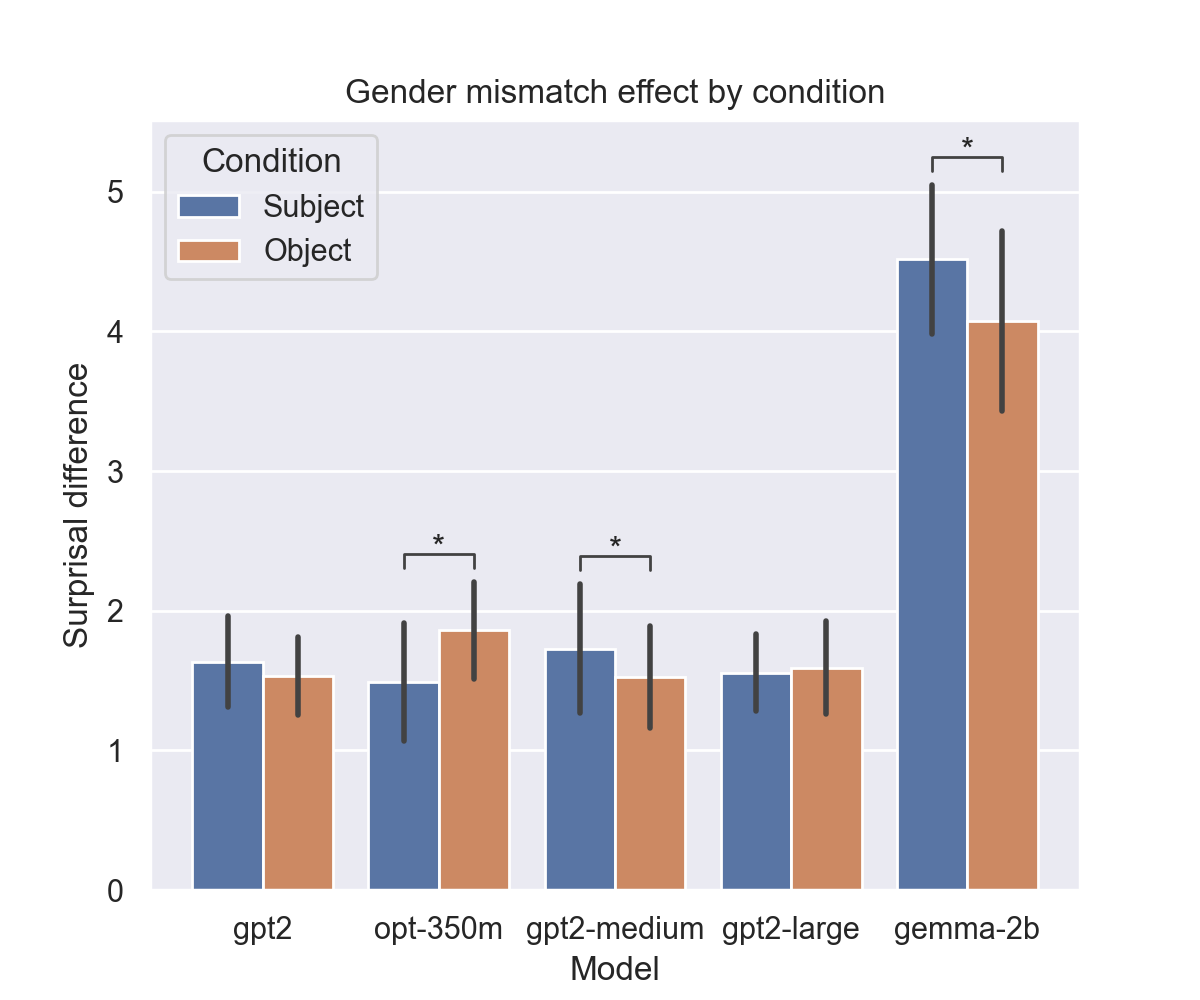 Gender mismatch effect by condition
Condition
Subject
Object
Surprisal difference
5
4
3
2
1
0
*
*
*
gpt2 opt-350m gpt2-medium gpt2-large gemma-2b
Model